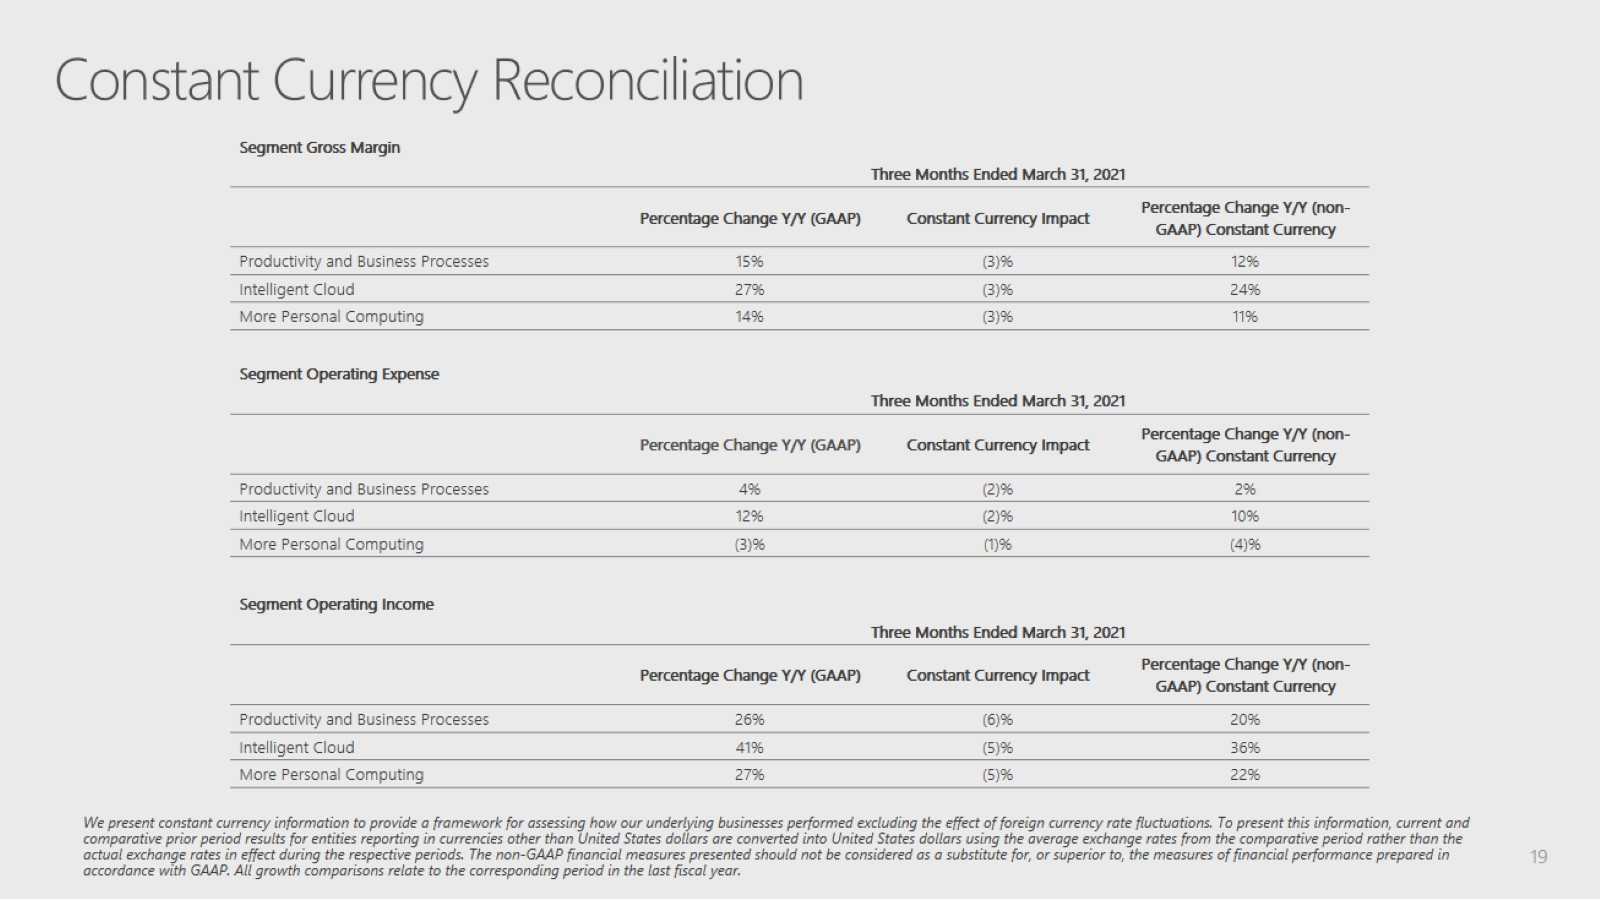 Constant Currency Reconciliation
Segment Gross Margin
Three Months Ended March 31, 2021
Percentage Change Y/Y (GAAP) Constant Currency Impact Percentage Change Y/Y (non-
GAAP) Constant Currency
Productivity and Business Processes 15% (3)% 12%
Intelligent Cloud 27% (3)% 24%
More Personal Computing 14% (3)% 11%
Segment Operating Expense
Three Months Ended March 31, 2021
Percentage Change Y/Y (GAAP) Constant Currency Impact Percentage Change Y/Y (non-
GAAP) Constant Currency
Productivity and Business Processes 4% (2)% 2%
Intelligent Cloud 12% (2)% 10%
More Personal Computing (3)% (1)% (4)%
Segment Operating Income
Three Months Ended March 31, 2021
Percentage Change Y/Y (GAAP) Constant Currency Impact Percentage Change Y/Y (non-
GAAP) Constant Currency
Productivity and Business Processes 26% (6)% 20%
Intelligent Cloud 41% (5)% 36%
More Personal Computing 27% (5)% 22%
We present constant currency information to provide a framework for assessing how our underlying businesses performed excluding the effect of foreign currency rate fluctuations. To present this information, current and
comparative prior period results for entities reporting in currencies other than United States dollars are converted into United States dollars using the average exchange rates from the comparative period rather than the
actual exchange rates in effect during the respective periods. The non-GAAP financial measures presented should not be considered as a substitute for, or superior to, the measures of financial performance prepared in
accordance with GAAP. All growth comparisons relate to the corresponding period in the last fiscal year.
19